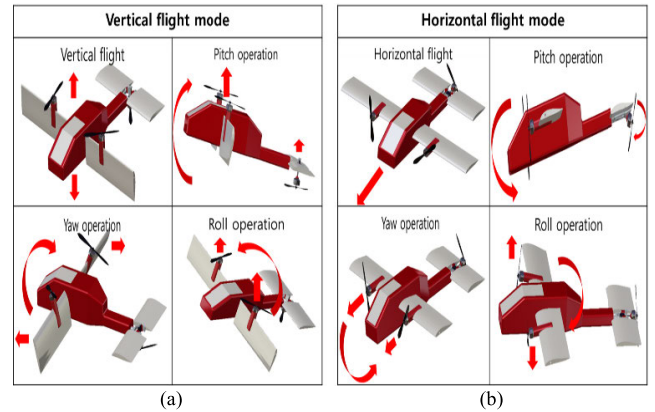 Vertical flight mode
Vertical flight
Pitch operation
Yaw operation
Roll operation
(a)
Horizontal flight mode
Horizontal flight
Pitch operation
Yaw operation
Roll operation
(b)